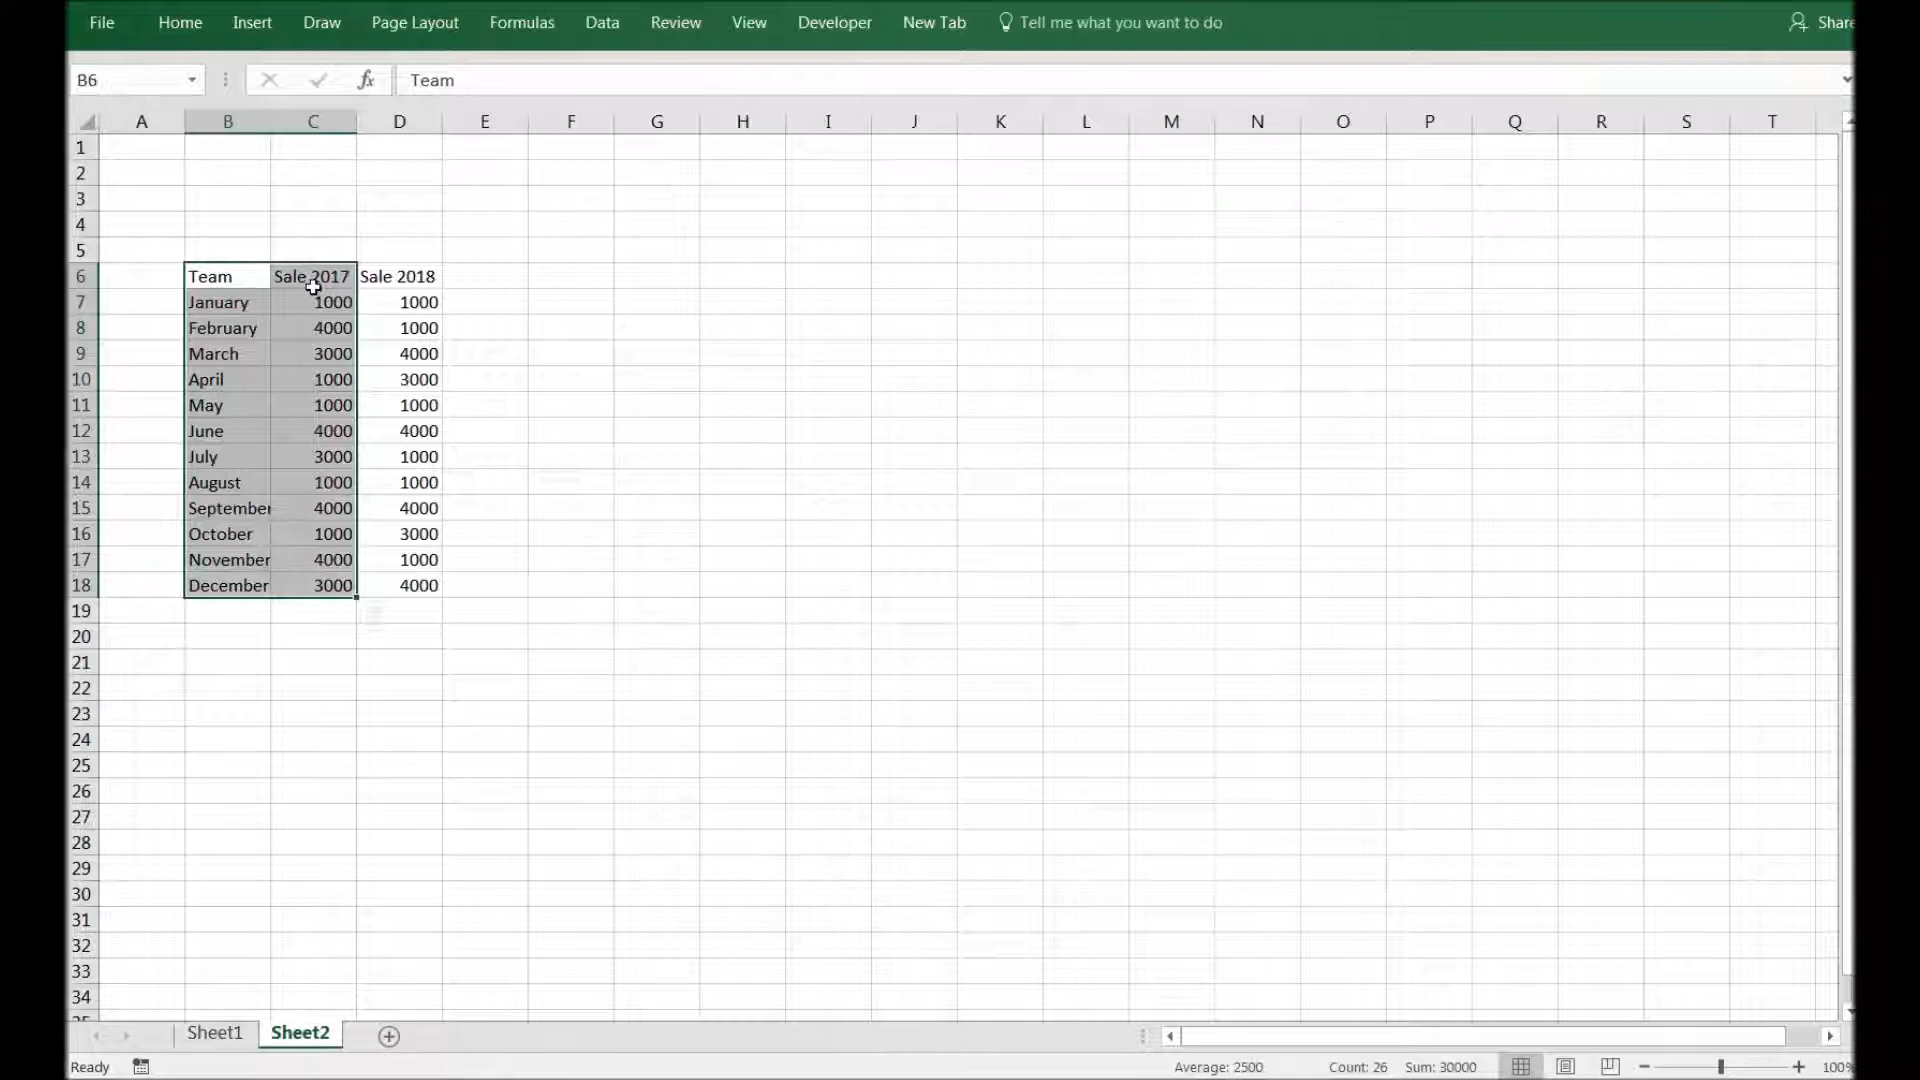 File Home Insert Draw Page Layout Formulas Data Review View Developer New Tab Tell me what you want to do Share
B6 fx Team
A B C D E F G H I J K L M N O P Q R S T
1
2
3
4
5
6 Team Sale 2017 Sale 2018
7 January 1000 1000
8 February 4000 1000
9 March 3000 4000
10 April 1000 3000
11 May 1000 1000
12 June 4000 4000
13 July 3000 1000
14 August 1000 1000
15 September 4000 4000
16 October 1000 3000
17 November 4000 1000
18 December 3000 4000
19
20
21
22
23
24
25
26
27
28
29
30
31
32
33
34
Sheet1 Sheet2
Ready Average: 2500 Count: 26 Sum: 30000 100%